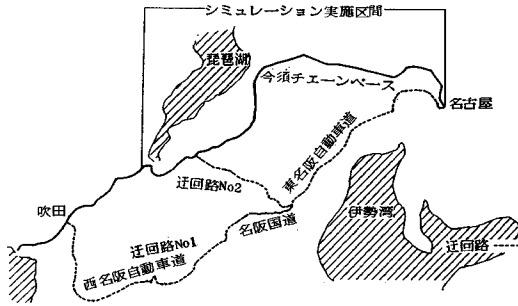 シミュレーション実施区間
琵琶湖
今須チェーンベース
名古屋
東名阪自動車道
迂回路No2
吹田
伊勢湾
名阪国道
迂回路No1
迂回路
西名阪自動車道